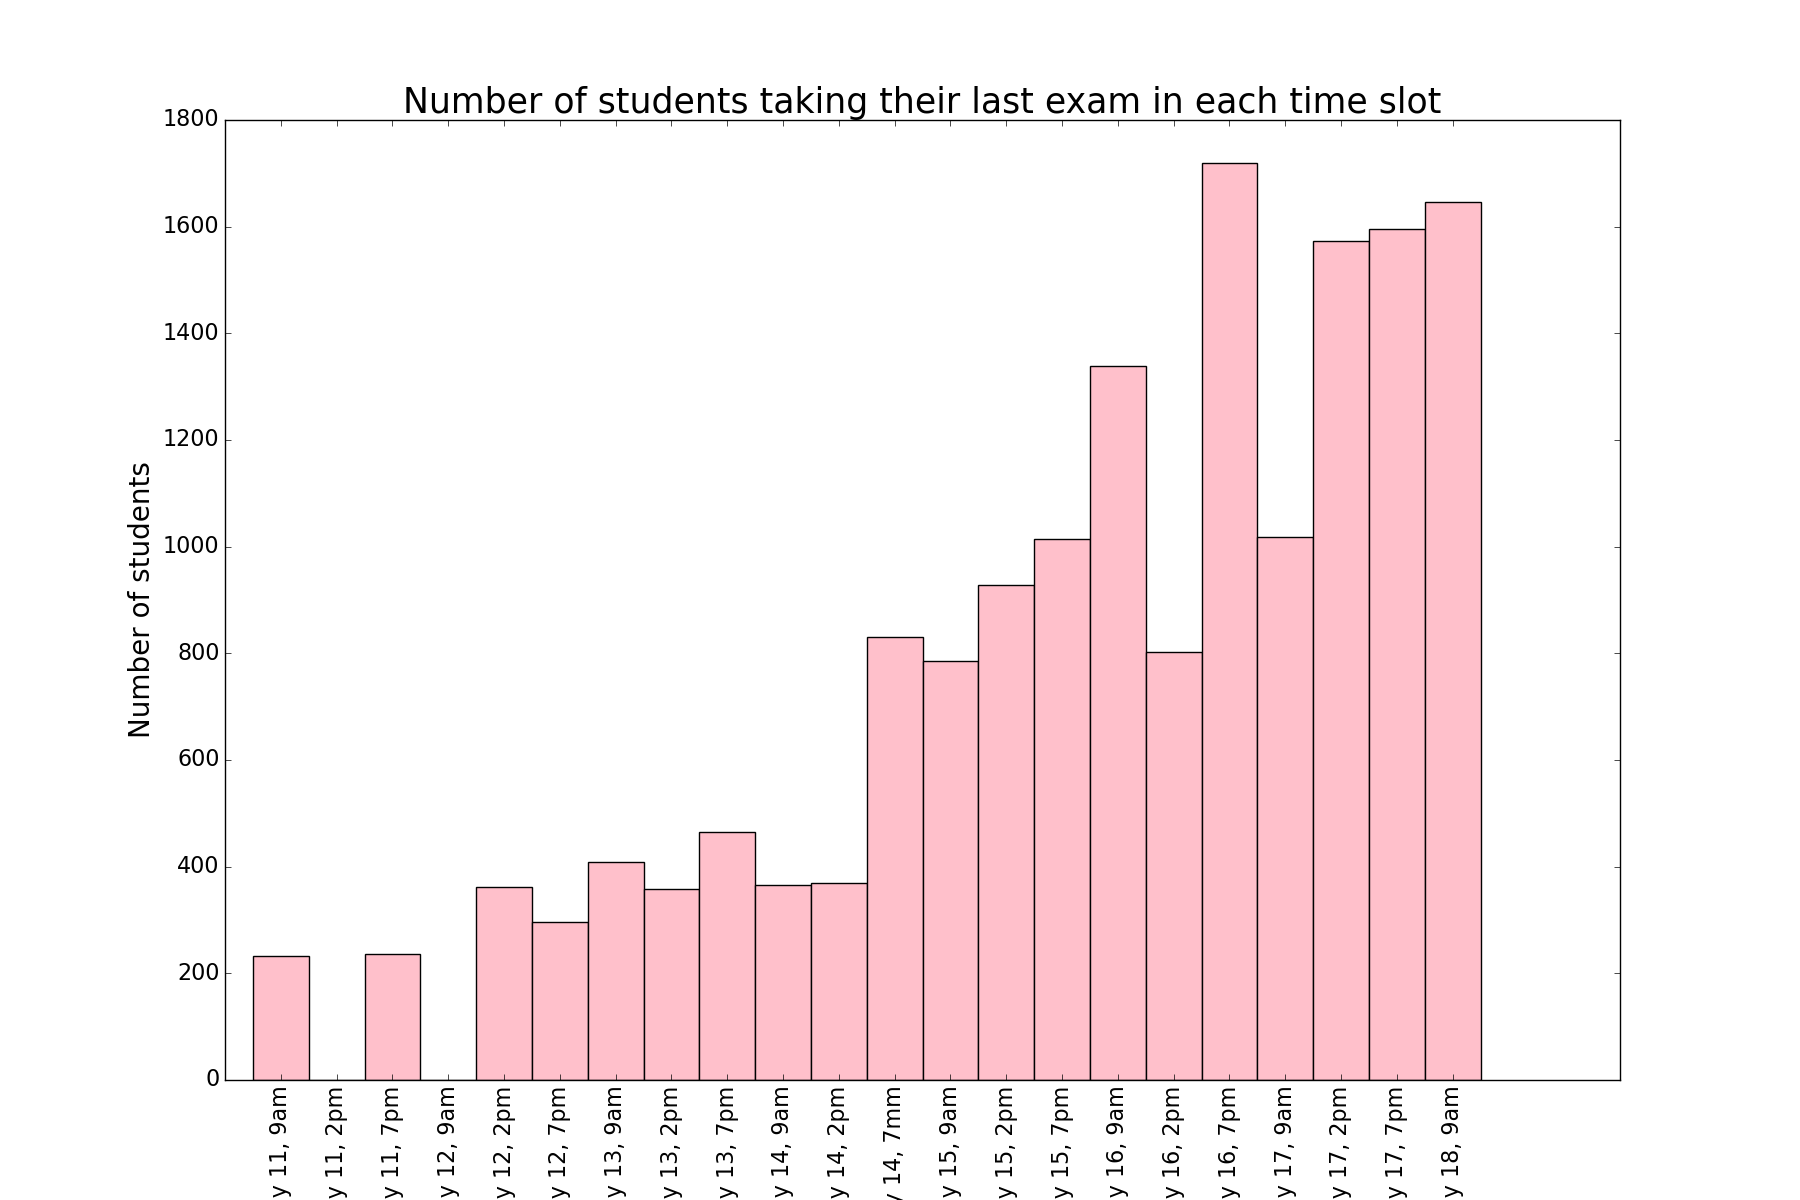 Number of students taking their last exam in each time slot
Number of students
1800
1600
1400
1200
1000
800
600
400
200
0
y 11, 9am
y 11, 2pm
y 11, 7pm
y 12, 9am
y 12, 2pm
y 12, 7pm
y 13, 9am
y 13, 2pm
y 13, 7pm
y 14, 9am
y 14, 2pm
y 14, 7mm
y 15, 9am
y 15, 2pm
y 15, 7pm
y 16, 9am
y 16, 2pm
y 16, 7pm
y 17, 9am
y 17, 2pm
y 17, 7pm
y 18, 9am